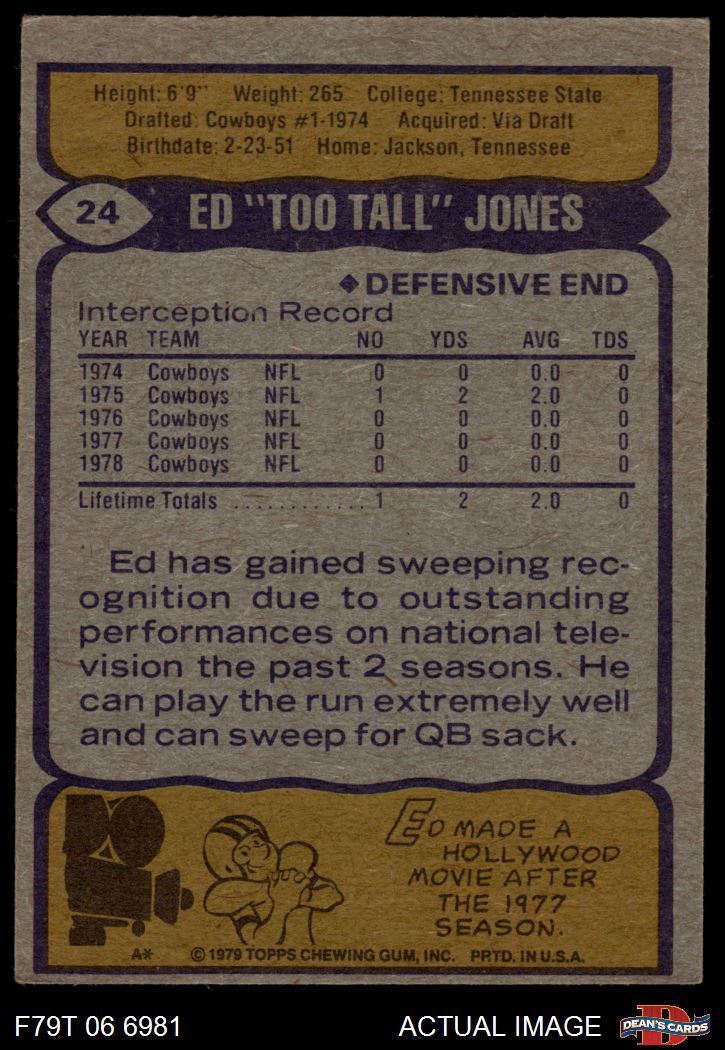 Height: 6'9" Weight: 265 College: Tennessee State
Drafted: Cowboys #1-1974 Acquired: Via Draft
Birthdate: 2-23-51 Home: Jackson, Tennessee
24 ED "TOO TALL" JONES
◆ DEFENSIVE END
Interception Record
YEAR TEAM NO YDS AVG TDS
1974 Cowboys NFL 0 0 0.0 0
1975 Cowboys NFL 1 2 2.0 0
1976 Cowboys NFL 0 0 0.0 0
1977 Cowboys NFL 0 0 0.0 0
1978 Cowboys NFL 0 0 0.0 0
Lifetime Totals ............ 1 2 2.0 0
Ed has gained sweeping rec-
ognition due to outstanding
performances on national tele-
vision the past 2 seasons. He
can play the run extremely well
and can sweep for QB sack.
ED MADE A
HOLLYWOOD
MOVIE AFTER
THE 1977
SEASON.
A* © 1979 TOPPS CHEWING GUM, INC. PRTD. IN U.S.A.
F79T 06 6981 ACTUAL IMAGE D DEAN'S CARDS